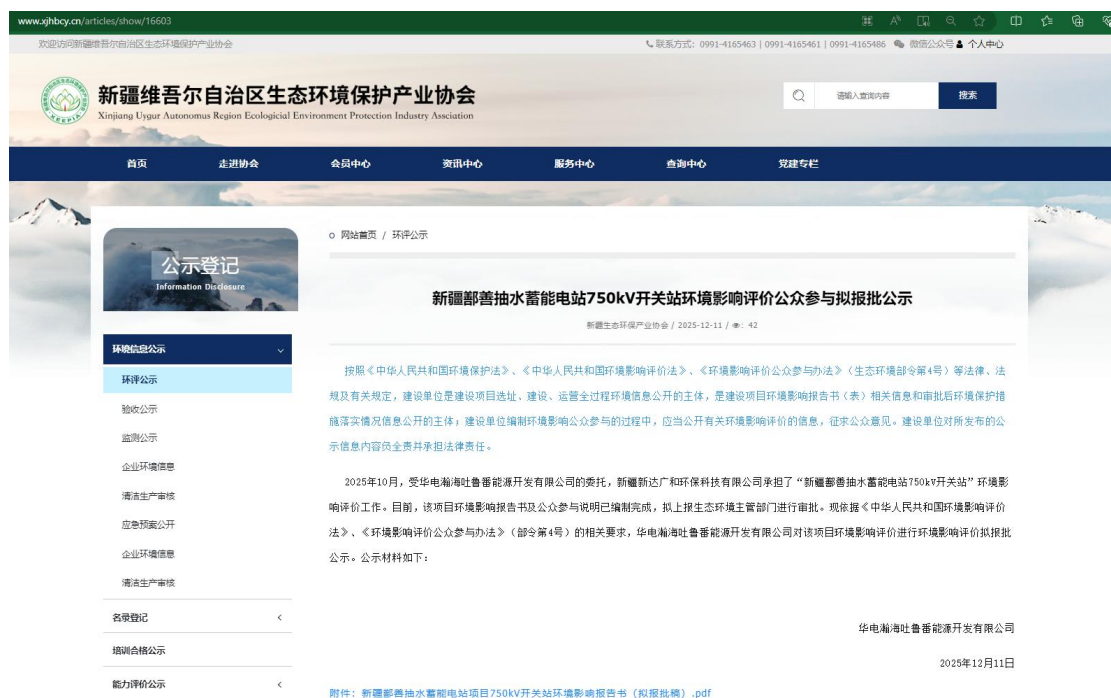 www.xjhbcy.cn/articles/show/16603
欢迎访问新疆维吾尔自治区生态环境保护产业协会
联系方式: 0991-4165463 | 0991-4165461 | 0991-4165486 微信公众号 个人中心
新疆维吾尔自治区生态环境保护产业协会
Xinjiang Uygur Autonomus Region Ecologicial Environment Protection Industry Assciation
请输入查询内容
搜索
首页 走进协会 会员中心 资讯中心 服务中心 查询中心 党建专栏
网站首页 / 环评公示
公示登记
Information Disclosure
环境信息公示
环评公示
验收公示
监测公示
企业环境信息
清洁生产审核
应急预案公开
企业环境信息
清洁生产审核
名录登记
培训合格公示
能力评价公示
新疆鄯善抽水蓄能电站750kV开关站环境影响评价公众参与拟报批公示
新疆生态环保产业协会 / 2025-12-11 / : 42
按照《中华人民共和国环境保护法》、《中华人民共和国环境影响评价法》、《环境影响评价公众参与办法》(生态环境部令第4号)等法律、法
规及有关规定,建设单位是建设项目选址、建设、运营全过程环境信息公开的主体,是建设项目环境影响报告书(表)相关信息和审批后环境保护措
施落实情况信息公开的主体;建设单位编制环境影响公众参与的过程中,应当公开有关环境影响评价的信息,征求公众意见。建设单位对所发布的公
示信息内容负全责并承担法律责任。
2025年10月,受华电瀚海吐鲁番能源开发有限公司的委托,新疆新达广和环保科技有限公司承担了“新疆鄯善抽水蓄能电站750kV开关站”环境影
响评价工作。目前,该项目环境影响报告书及公众参与说明已编制完成,拟上报生态环境主管部门进行审批。现依据《中华人民共和国环境影响评价
法》、《环境影响评价公众参与办法》(部令第4号)的相关要求,华电瀚海吐鲁番能源开发有限公司对该项目环境影响评价进行环境影响评价拟报批
公示。公示材料如下:
华电瀚海吐鲁番能源开发有限公司
2025年12月11日
附件: 新疆鄯善抽水蓄能电站项目750kV开关站环境影响报告书(拟报批稿).pdf